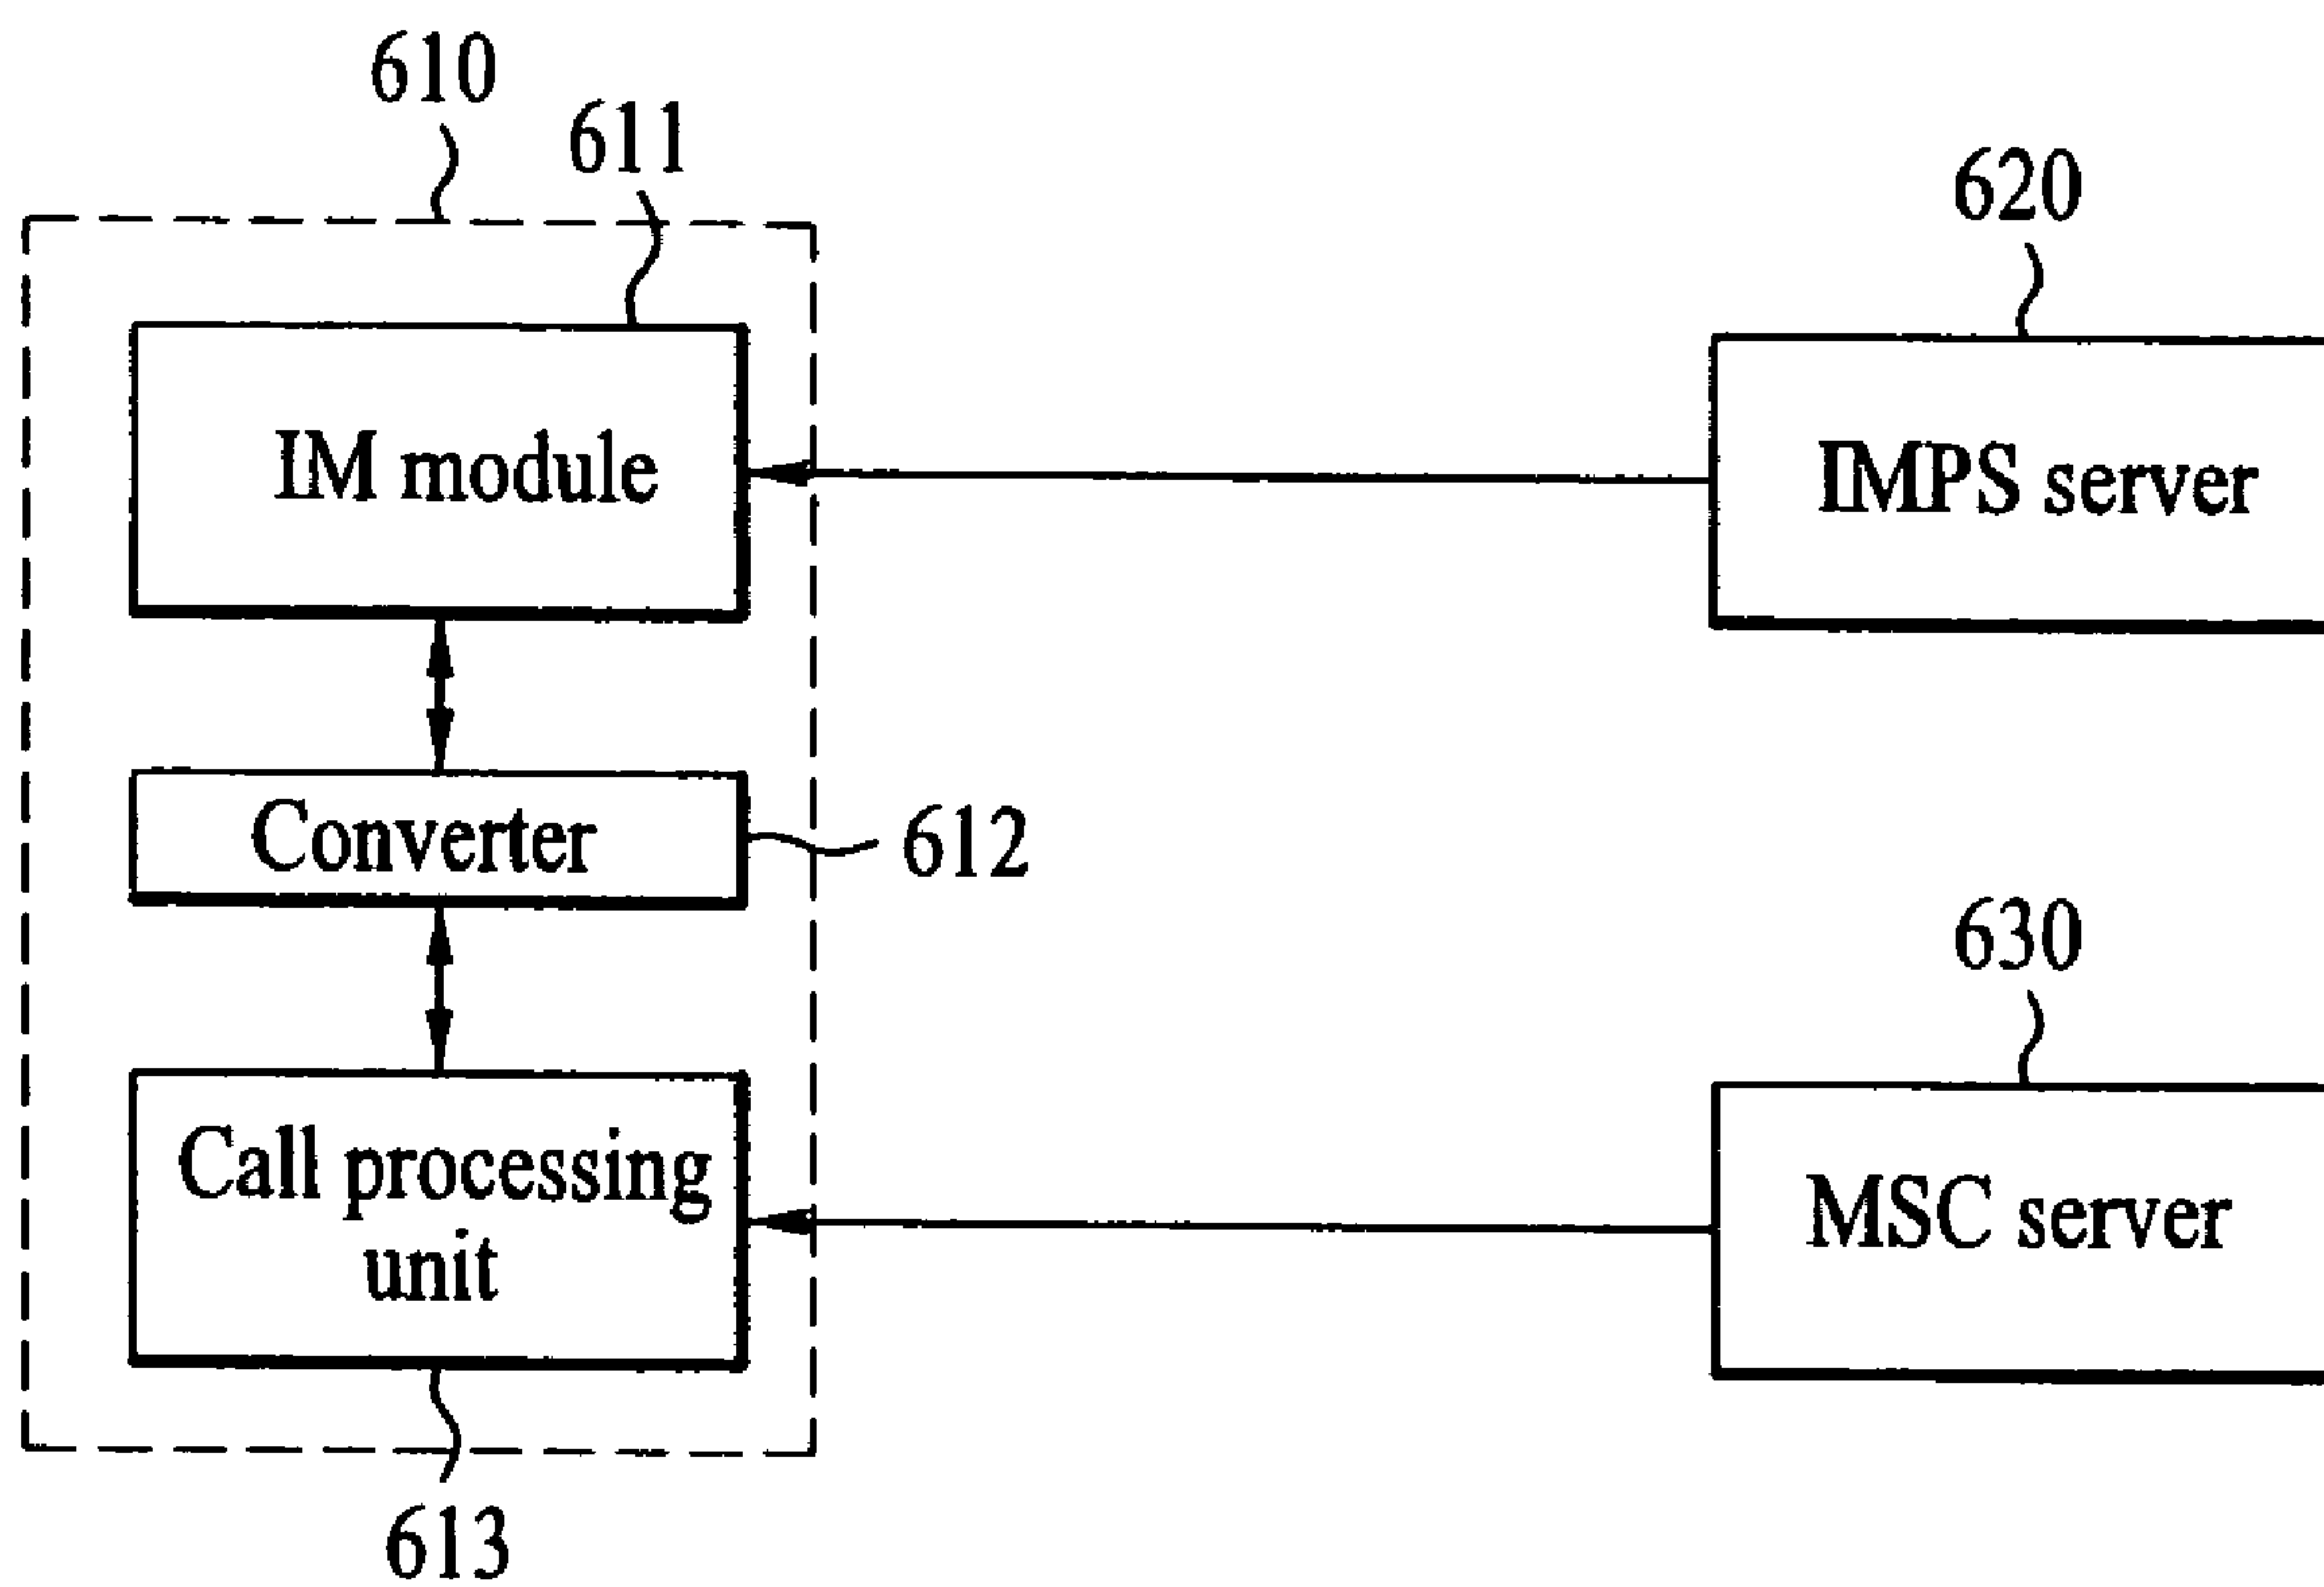 610
611
620
IM module
IMPS server
Converter
612
630
Call processing
unit
MSC server
613